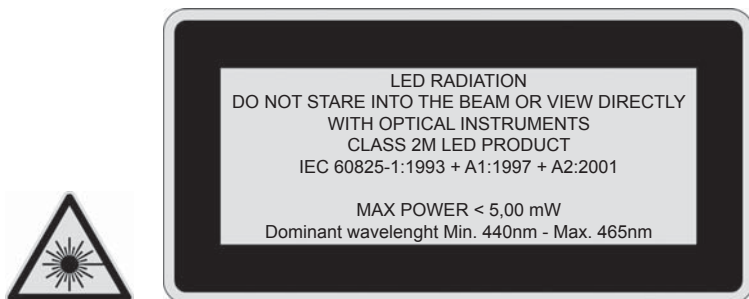 LED RADIATION
DO NOT STARE INTO THE BEAM OR VIEW DIRECTLY
WITH OPTICAL INSTRUMENTS
CLASS 2M LED PRODUCT
IEC 60825-1:1993 + A1:1997 + A2:2001
MAX POWER < 5,00 mW
Dominant wavelenght Min. 440nm - Max. 465nm